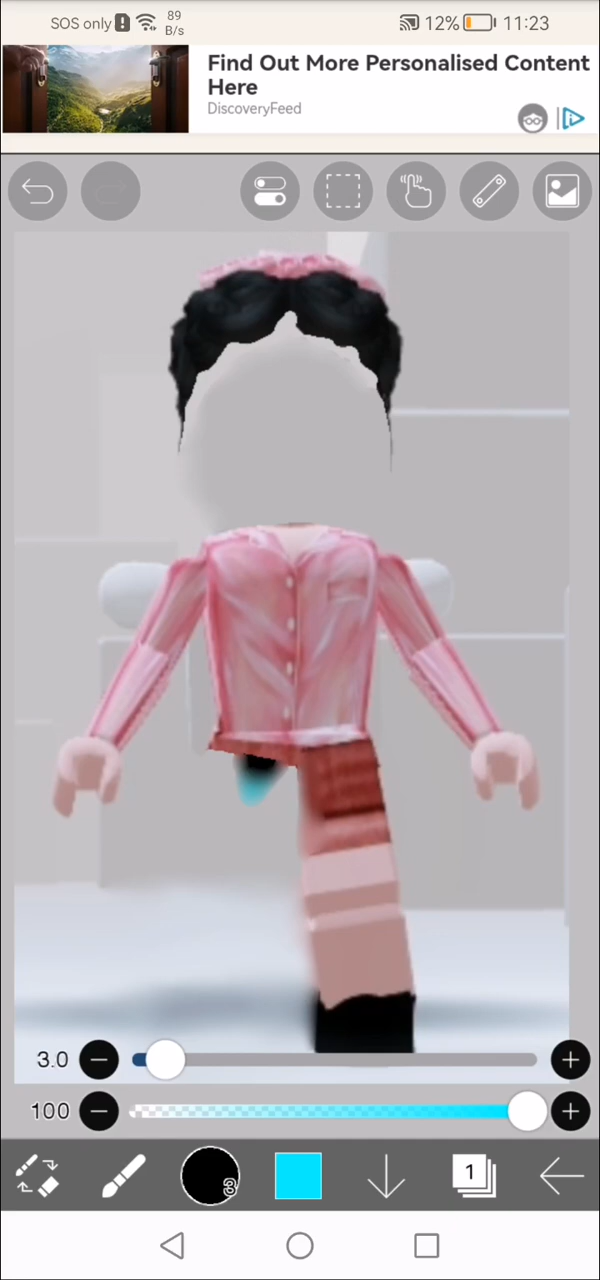 SOS only 89 B/s 12% 11:23
Find Out More Personalised Content
Here
DiscoveryFeed
3.0
100
3
1